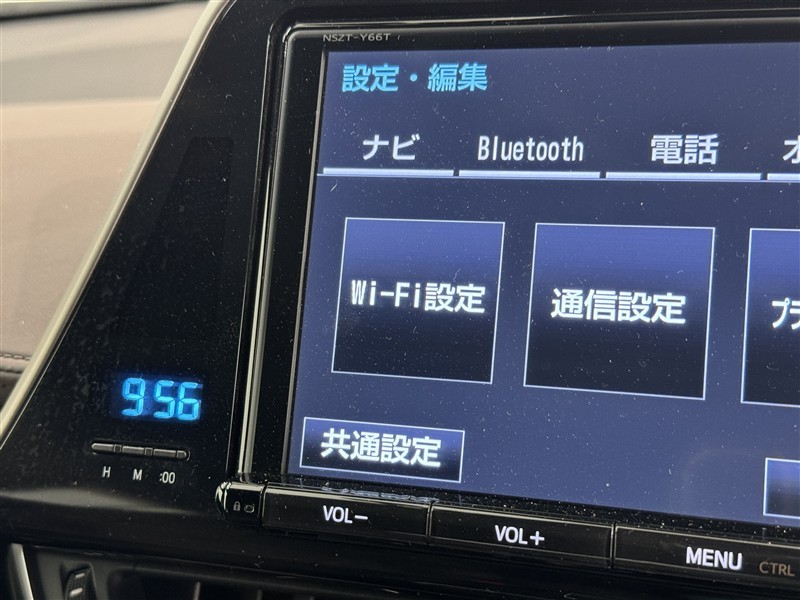 NSZT-Y66T
設定・編集
ナビ Bluetooth 電話
Wi-Fi設定 通信設定
9:56
共通設定
H M :00
VOL− VOL+ MENU CTRL